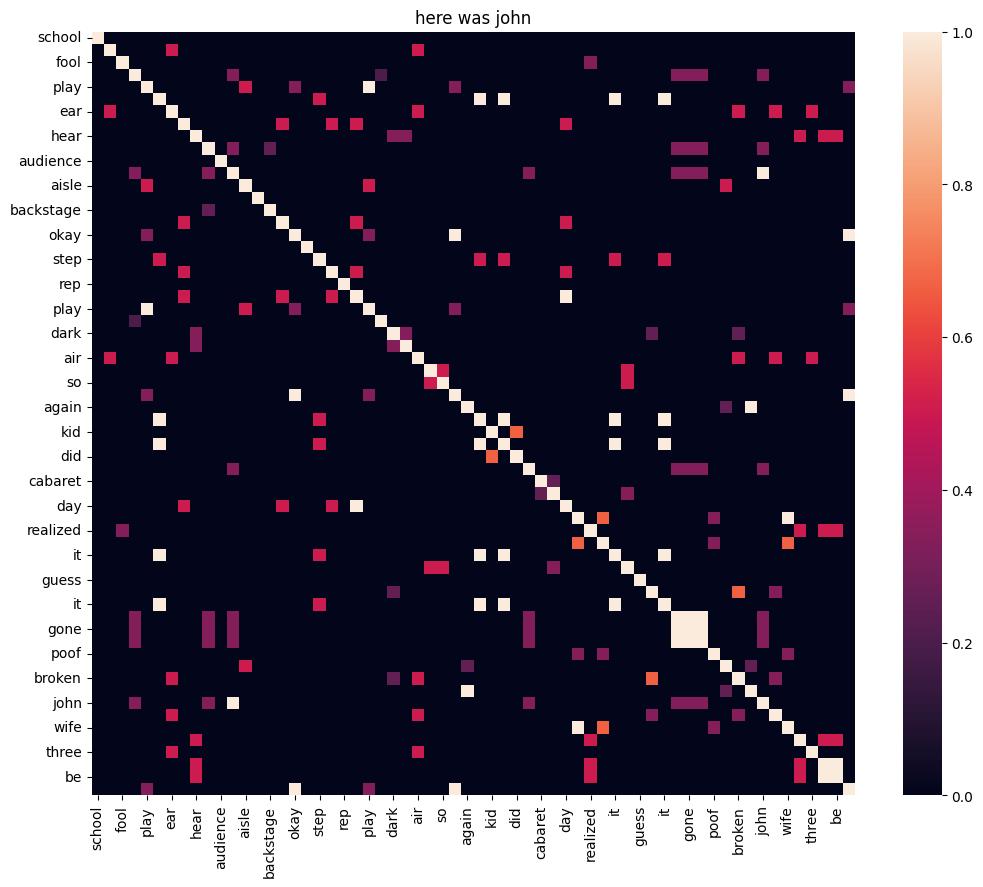 here was john
school
fool
play
ear
hear
audience
aisle
backstage
okay
step
rep
play
dark
air
so
again
kid
did
cabaret
day
realized
it
guess
it
gone
poof
broken
john
wife
three
be
school
fool
play
ear
hear
audience
aisle
backstage
okay
step
rep
play
dark
air
so
again
kid
did
cabaret
day
realized
it
guess
it
gone
poof
broken
john
wife
three
be
1.0
0.8
0.6
0.4
0.2
0.0